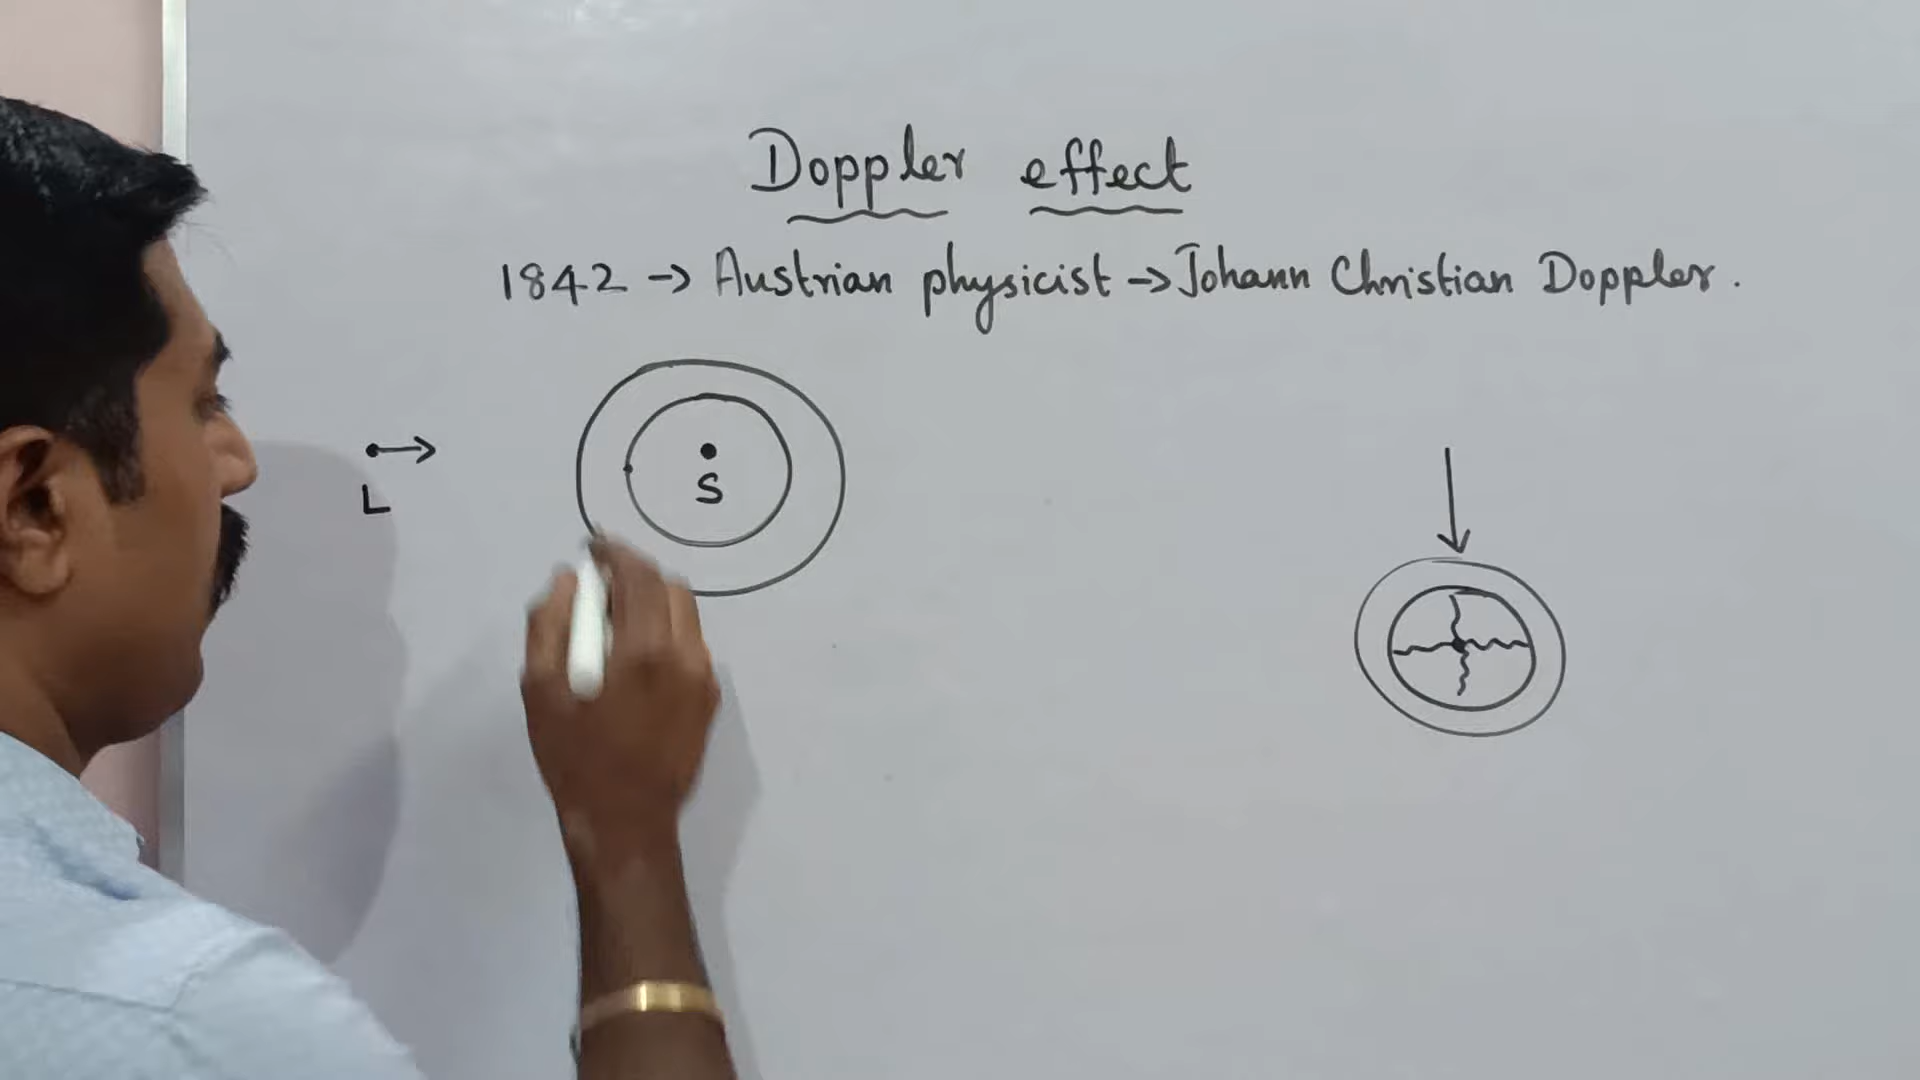 Doppler effect
1842 → Austrian physicist → Johann Christian Doppler.
L
S